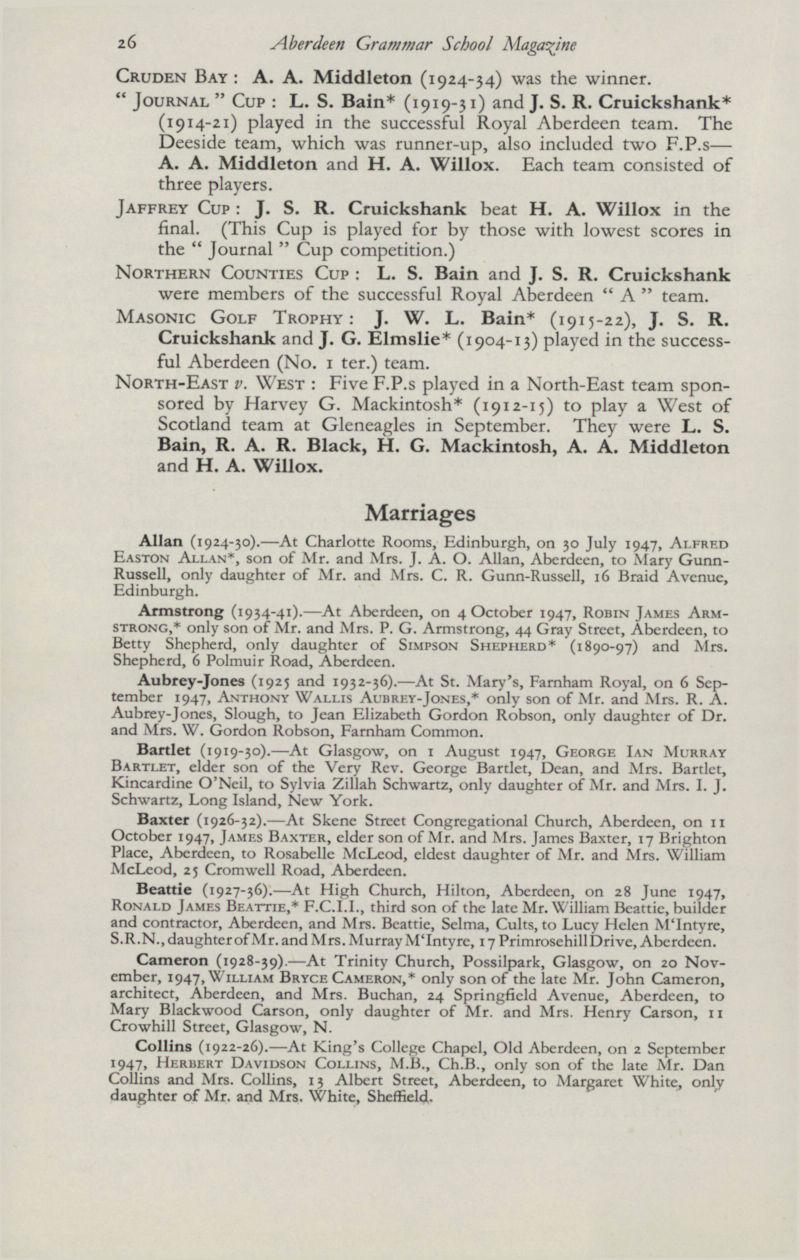 26 Aberdeen Grammar School Magazine
CRUDEN BAY : A. A. Middleton (1924-34) was the winner.
“ JOURNAL ” CUP : L. S. Bain* (1919-31) and J. S. R. Cruickshank*
(1914-21) played in the successful Royal Aberdeen team. The
Deeside team, which was runner-up, also included two F.P.s—
A. A. Middleton and H. A. Willox. Each team consisted of
three players.
JAFFREY CUP : J. S. R. Cruickshank beat H. A. Willox in the
final. (This Cup is played for by those with lowest scores in
the “ Journal ” Cup competition.)
NORTHERN COUNTIES CUP : L. S. Bain and J. S. R. Cruickshank
were members of the successful Royal Aberdeen “ A ” team.
MASONIC GOLF TROPHY : J. W. L. Bain* (1915-22), J. S. R.
Cruickshank and J. G. Elmslie* (1904-13) played in the success-
ful Aberdeen (No. 1 ter.) team.
NORTH-EAST v. WEST : Five F.P.s played in a North-East team spon-
sored by Harvey G. Mackintosh* (1912-15) to play a West of
Scotland team at Gleneagles in September. They were L. S.
Bain, R. A. R. Black, H. G. Mackintosh, A. A. Middleton
and H. A. Willox.
Marriages
Allan (1924-30).—At Charlotte Rooms, Edinburgh, on 30 July 1947, ALFRED
EASTON ALLAN*, son of Mr. and Mrs. J. A. O. Allan, Aberdeen, to Mary Gunn-
Russell, only daughter of Mr. and Mrs. C. R. Gunn-Russell, 16 Braid Avenue,
Edinburgh.
Armstrong (1934-41).—At Aberdeen, on 4 October 1947, ROBIN JAMES ARM-
STRONG,* only son of Mr. and Mrs. P. G. Armstrong, 44 Gray Street, Aberdeen, to
Betty Shepherd, only daughter of SIMPSON SHEPHERD* (1890-97) and Mrs.
Shepherd, 6 Polmuir Road, Aberdeen.
Aubrey-Jones (1925 and 1932-36).—At St. Mary’s, Farnham Royal, on 6 Sep-
tember 1947, ANTHONY WALLIS AUBREY-JONES,* only son of Mr. and Mrs. R. A.
Aubrey-Jones, Slough, to Jean Elizabeth Gordon Robson, only daughter of Dr.
and Mrs. W. Gordon Robson, Farnham Common.
Bartlet (1919-30).—At Glasgow, on 1 August 1947, GEORGE IAN MURRAY
BARTLET, elder son of the Very Rev. George Bartlet, Dean, and Mrs. Bartlet,
Kincardine O’Neil, to Sylvia Zillah Schwartz, only daughter of Mr. and Mrs. I. J.
Schwartz, Long Island, New York.
Baxter (1926-32).—At Skene Street Congregational Church, Aberdeen, on 11
October 1947, JAMES BAXTER, elder son of Mr. and Mrs. James Baxter, 17 Brighton
Place, Aberdeen, to Rosabelle McLeod, eldest daughter of Mr. and Mrs. William
McLeod, 25 Cromwell Road, Aberdeen.
Beattie (1927-36).—At High Church, Hilton, Aberdeen, on 28 June 1947,
RONALD JAMES BEATTIE,* F.C.I.I., third son of the late Mr. William Beattie, builder
and contractor, Aberdeen, and Mrs. Beattie, Selma, Cults, to Lucy Helen M‘Intyre,
S.R.N., daughter of Mr. and Mrs. Murray M‘Intyre, 17 Primrosehill Drive, Aberdeen.
Cameron (1928-39).—At Trinity Church, Possilpark, Glasgow, on 20 Nov-
ember, 1947, WILLIAM BRYCE CAMERON,* only son of the late Mr. John Cameron,
architect, Aberdeen, and Mrs. Buchan, 24 Springfield Avenue, Aberdeen, to
Mary Blackwood Carson, only daughter of Mr. and Mrs. Henry Carson, 11
Crowhill Street, Glasgow, N.
Collins (1922-26).—At King’s College Chapel, Old Aberdeen, on 2 September
1947, HERBERT DAVIDSON COLLINS, M.B., Ch.B., only son of the late Mr. Dan
Collins and Mrs. Collins, 13 Albert Street, Aberdeen, to Margaret White, only
daughter of Mr. and Mrs. White, Sheffield.